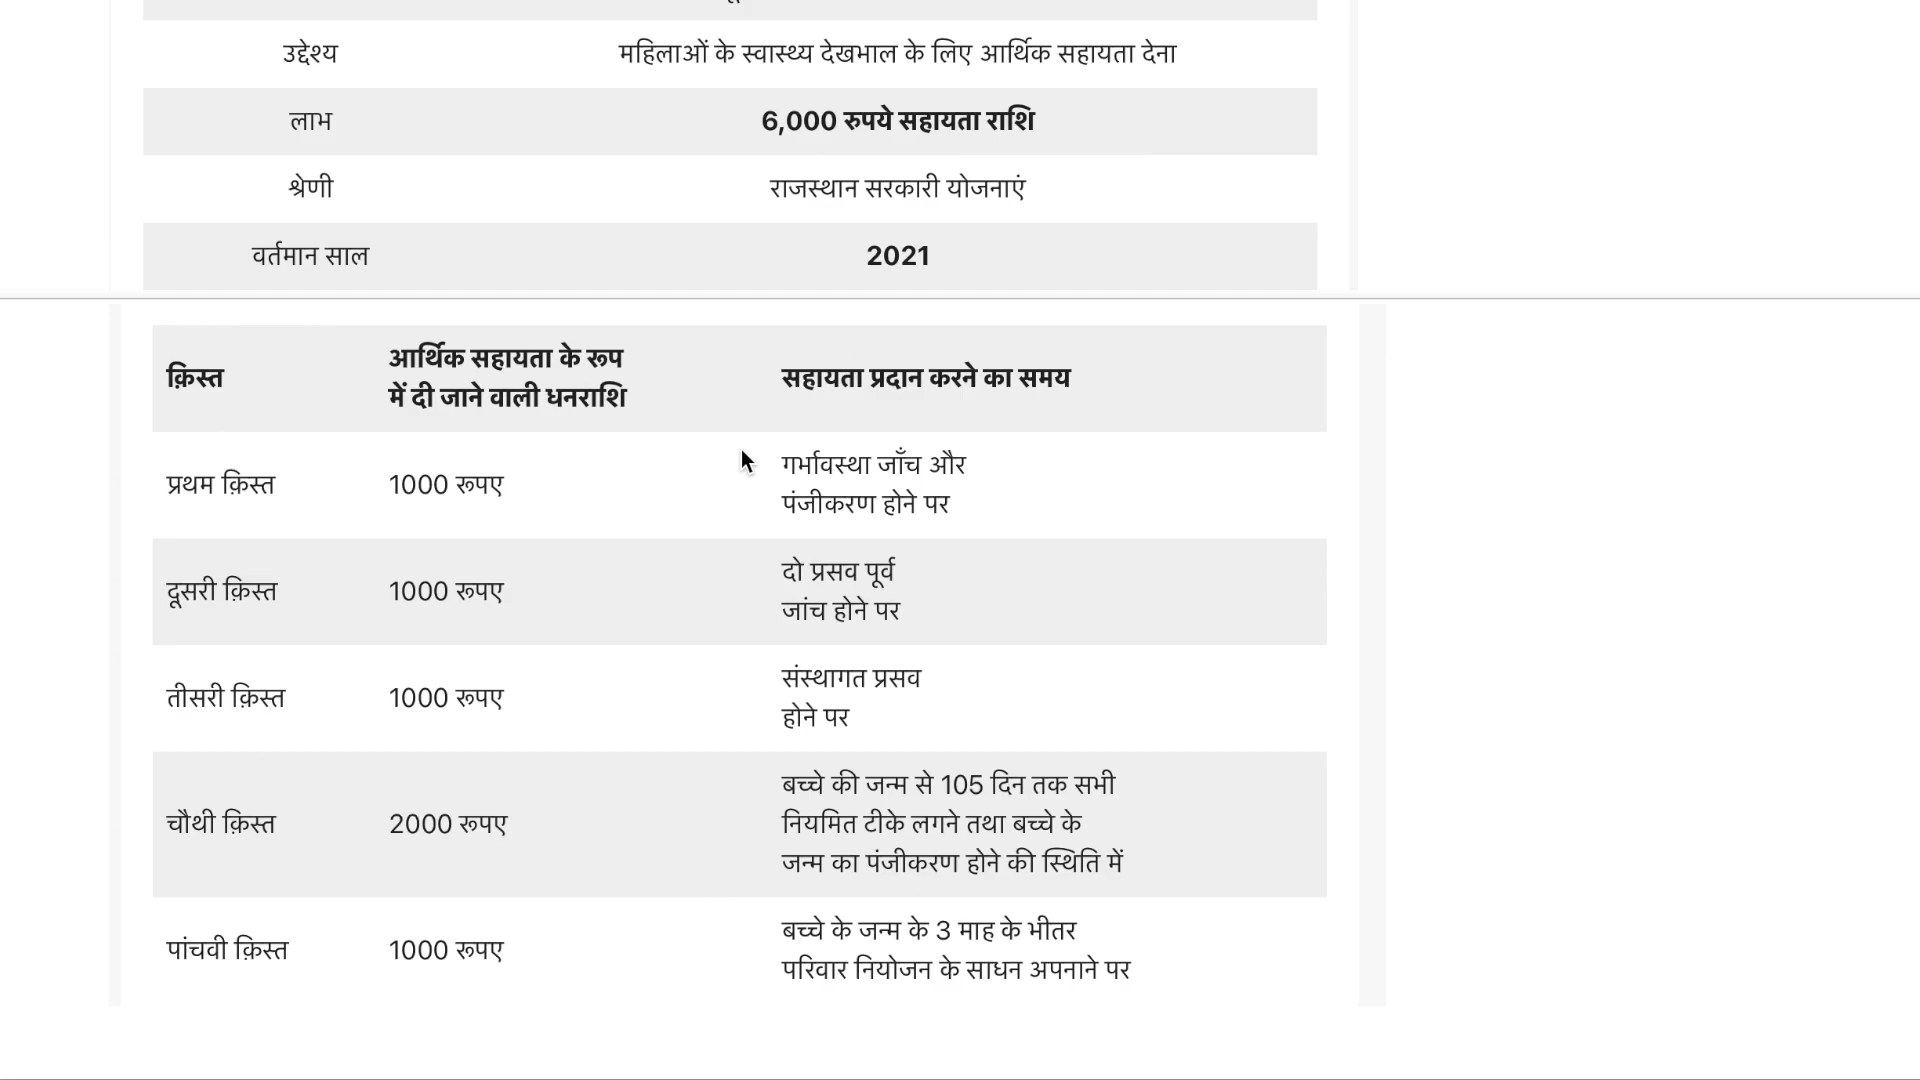 उद्देश्य महिलाओं के स्वास्थ्य देखभाल के लिए आर्थिक सहायता देना
लाभ 6,000 रुपये सहायता राशि
श्रेणी राजस्थान सरकारी योजनाएं
वर्तमान साल 2021
क़िस्त
आर्थिक सहायता के रूप
में दी जाने वाली धनराशि
सहायता प्रदान करने का समय
प्रथम क़िस्त
1000 रूपए
गर्भावस्था जाँच और
पंजीकरण होने पर
दूसरी क़िस्त
1000 रूपए
दो प्रसव पूर्व
जांच होने पर
तीसरी क़िस्त
1000 रूपए
संस्थागत प्रसव
होने पर
चौथी क़िस्त
2000 रूपए
बच्चे की जन्म से 105 दिन तक सभी
नियमित टीके लगने तथा बच्चे के
जन्म का पंजीकरण होने की स्थिति में
पांचवी क़िस्त
1000 रूपए
बच्चे के जन्म के 3 माह के भीतर
परिवार नियोजन के साधन अपनाने पर